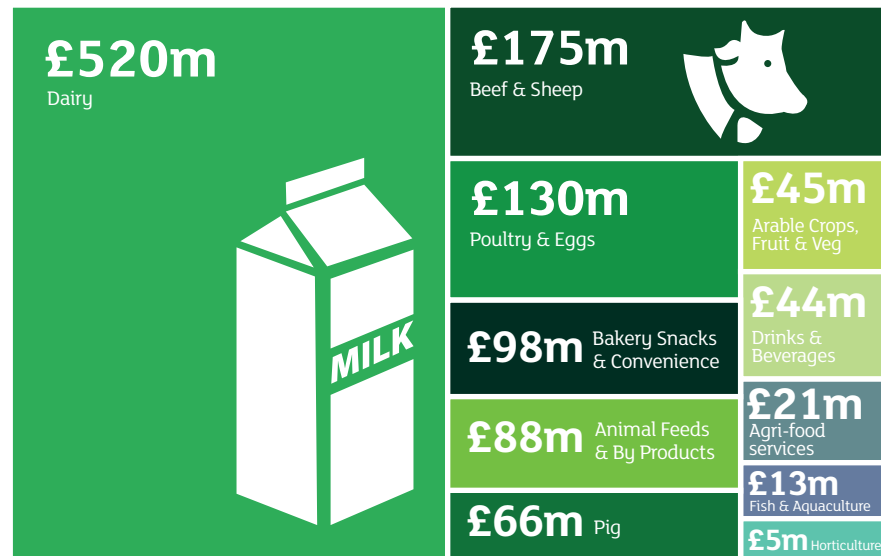 £520m
Dairy
MILK
£175m
Beef & Sheep
£130m
Poultry & Eggs
£98m
Bakery Snacks
& Convenience
£88m
Animal Feeds
& By Products
£66m
Pig
£45m
Arable Crops,
Fruit & Veg
£44m
Drinks &
Beverages
£21m
Agri-food
services
£13m
Fish & Aquaculture
£5m
Horticulture